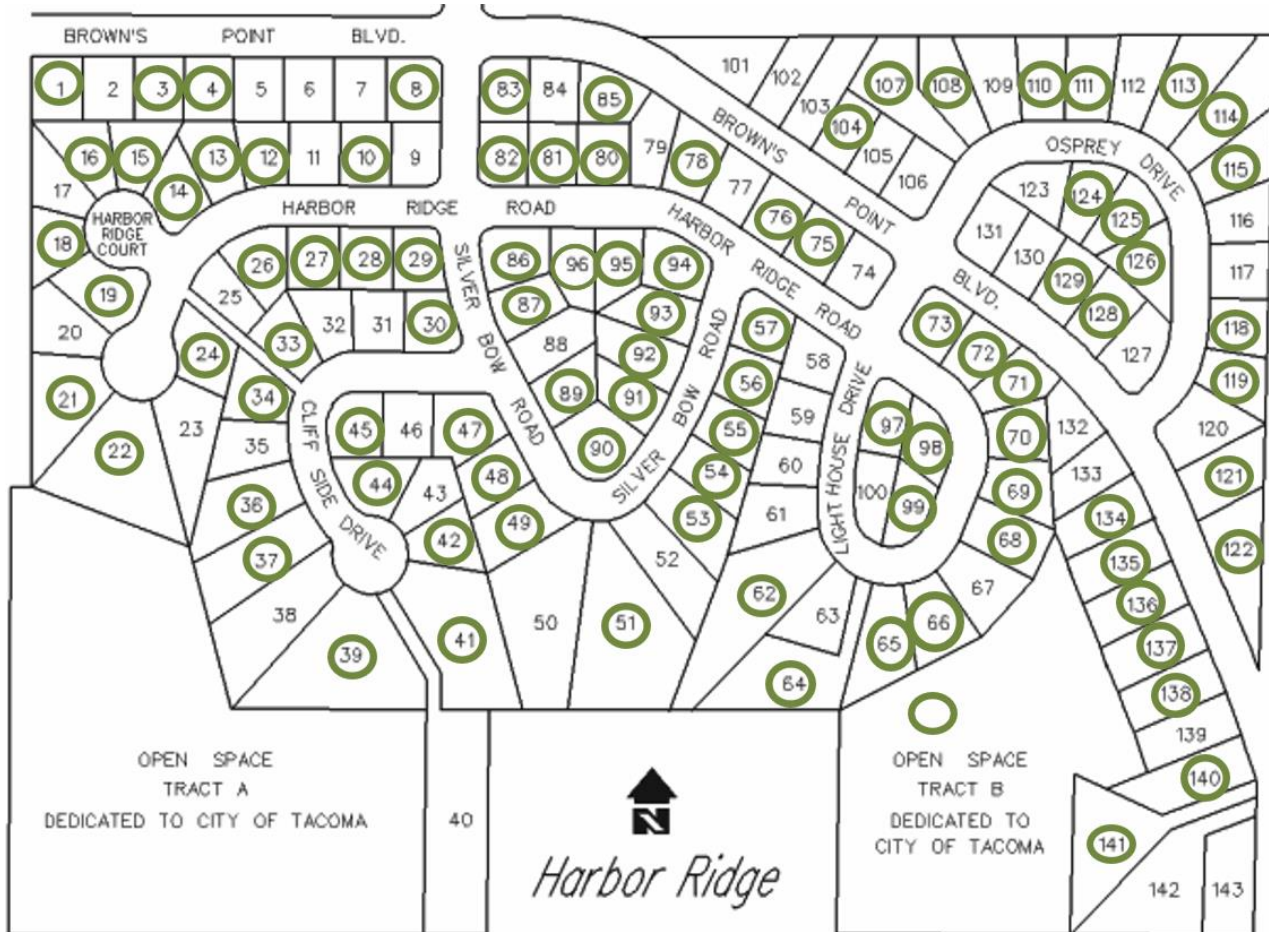 BROWN'S POINT BLVD.
1 2 3 4 5 6 7 8
83 84 85
101 102 103 104 105 106
107 108 109 110 111 112 113 114 115 116 117 118 119 120 121 122
17 16 15 14 13 12 11 10 9
82 81 80 79 78 77 76 75 74
BROWN'S POINT BLVD.
OSPREY DRIVE
123 124 125 126
131 130 129 128 127
HARBOR
RIDGE
COURT
HARBOR RIDGE ROAD
HARBOR RIDGE ROAD
18 19 20 21 22 23 24
25 26 27 28 29
33 32 31 30
SILVER BOW ROAD
86 96 95 94
87 93
88 92
89 91
90
SILVER BOW ROAD
57 58
56 59
55 60
54 61
53 52
LIGHT HOUSE DRIVE
97 98
100 99
73 72 71 70 69 68 67 66 65
34 35 36 37 38 39
CLIFF SIDE DRIVE
45 46 47
44 43 48
42 49
41 50 51 62 63 64
132 133 134 135 136 137 138 139 140
OPEN SPACE
TRACT A
DEDICATED TO CITY OF TACOMA
40
N
Harbor Ridge
OPEN SPACE
TRACT B
DEDICATED TO
CITY OF TACOMA
141 142 143